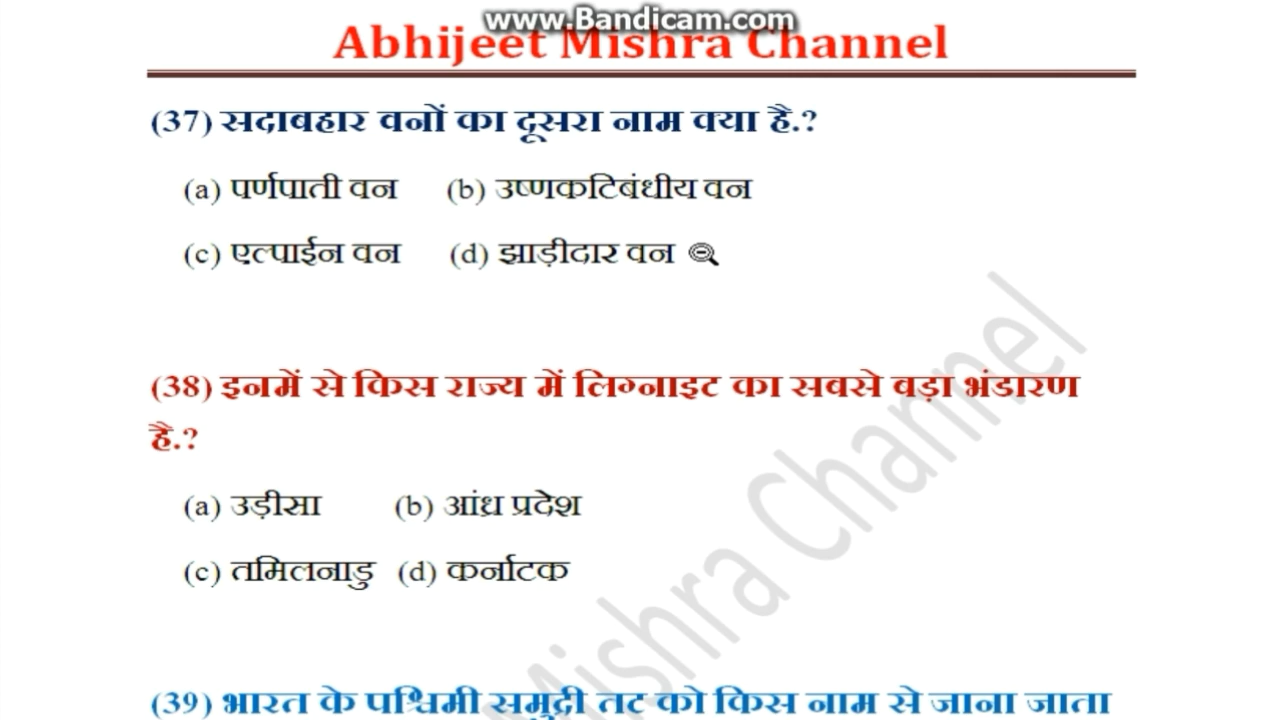 www.Bandicam.com
Abhijeet Mishra Channel
(37) सदाबहार वनों का दूसरा नाम क्या है.?
(a) पर्णपाती वन (b) उष्णकटिबंधीय वन
(c) एल्पाईन वन (d) झाड़ीदार वन
(38) इनमें से किस राज्य में लिग्नाइट का सबसे बड़ा भंडारण
है.?
(a) उड़ीसा (b) आंध्र प्रदेश
(c) तमिलनाडु (d) कर्नाटक
(39) भारत के पश्चिमी समुद्री तट को किस नाम से जाना जाता
Mishra Channel